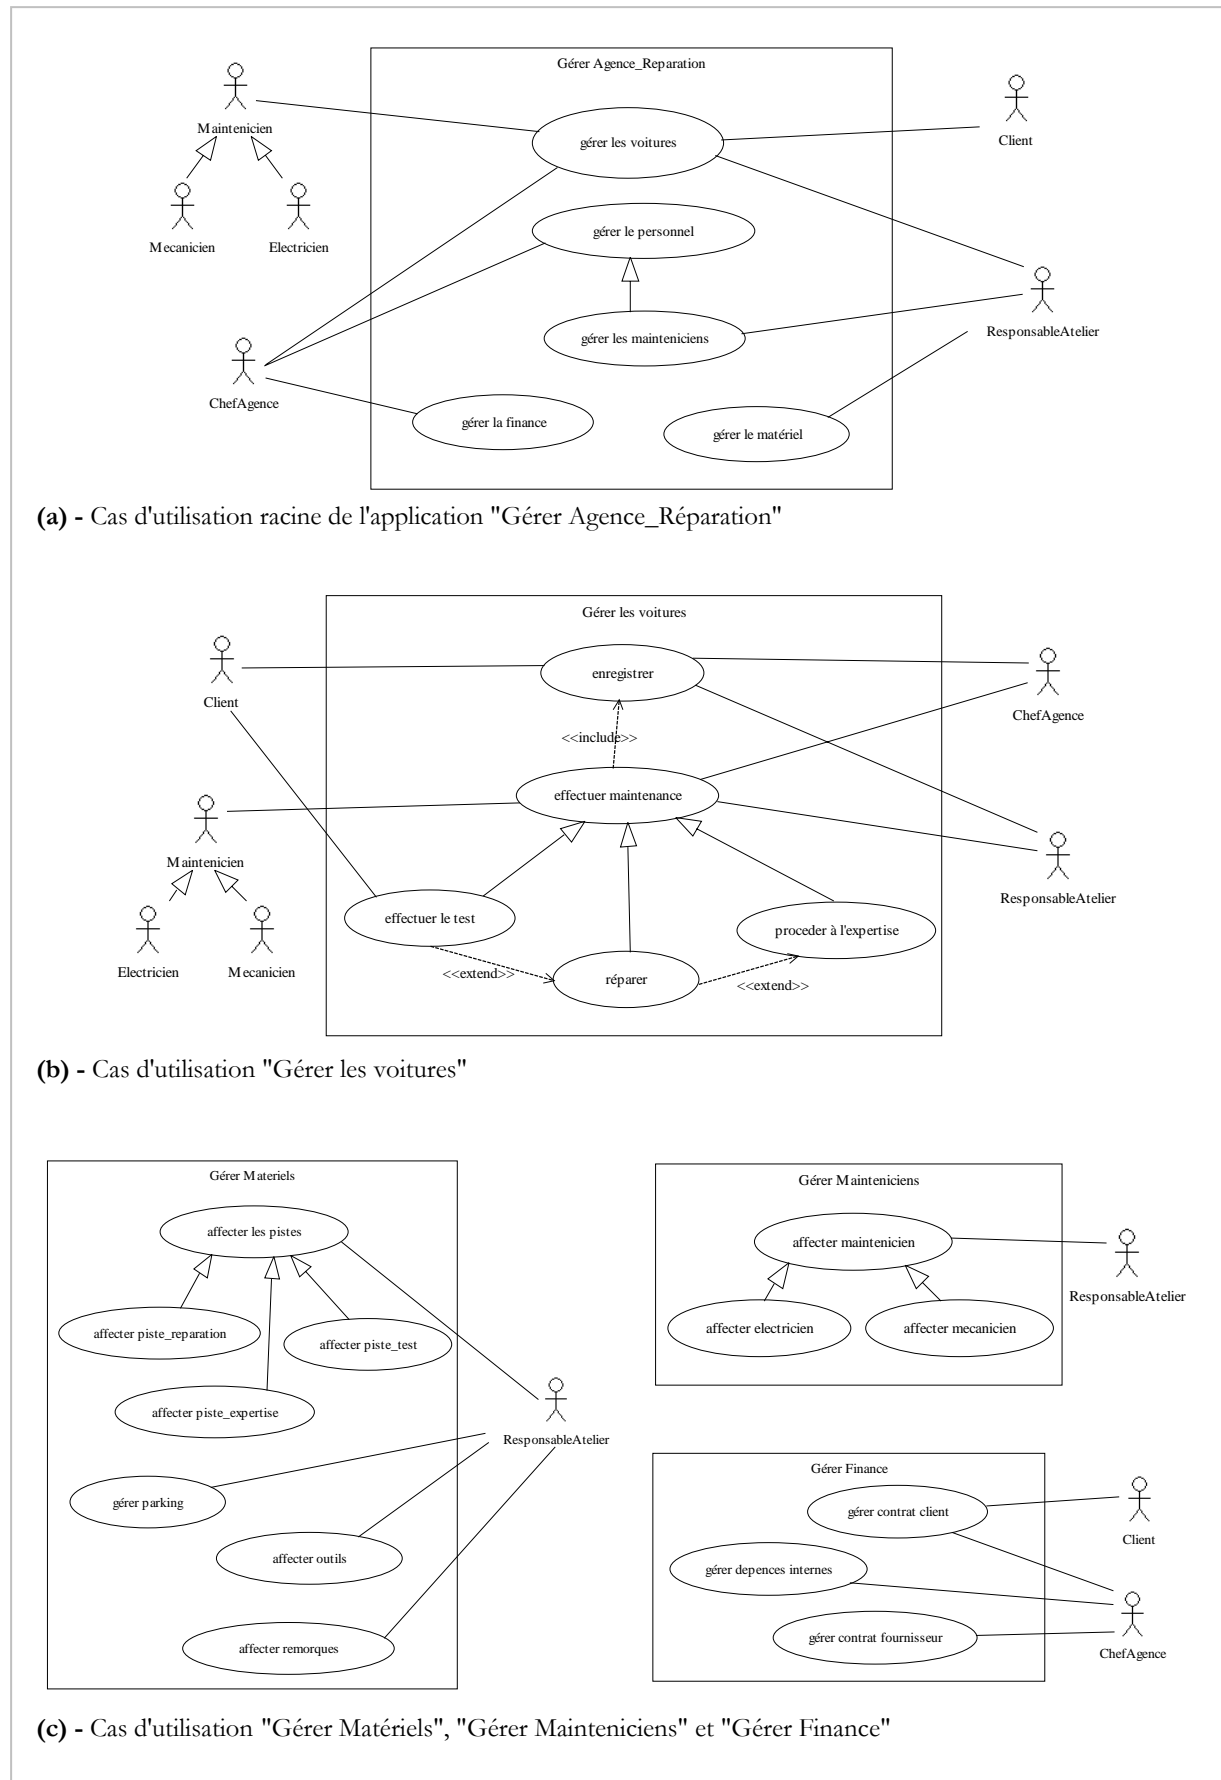 Gérer Agence_Reparation
Maintenicien
Client
gérer les voitures
Mecanicien
Electricien
gérer le personnel
gérer les mainteniciens
ResponsableAtelier
ChefAgence
gérer la finance
gérer le matériel
(a) - Cas d'utilisation racine de l'application "Gérer Agence_Réparation"
Gérer les voitures
Client
enregistrer
ChefAgence
<<include>>
effectuer maintenance
Maintenicien
ResponsableAtelier
effectuer le test
proceder à l'expertise
Electricien
Mecanicien
<<extend>>
réparer
<<extend>>
(b) - Cas d'utilisation "Gérer les voitures"
Gérer Materiels
affecter les pistes
affecter piste_reparation
affecter piste_test
affecter piste_expertise
ResponsableAtelier
gérer parking
affecter outils
affecter remorques
Gérer Mainteniciens
affecter maintenicien
ResponsableAtelier
affecter electricien
affecter mecanicien
Gérer Finance
gérer contrat client
Client
gérer depences internes
gérer contrat fournisseur
ChefAgence
(c) - Cas d'utilisation "Gérer Matériels", "Gérer Mainteniciens" et "Gérer Finance"